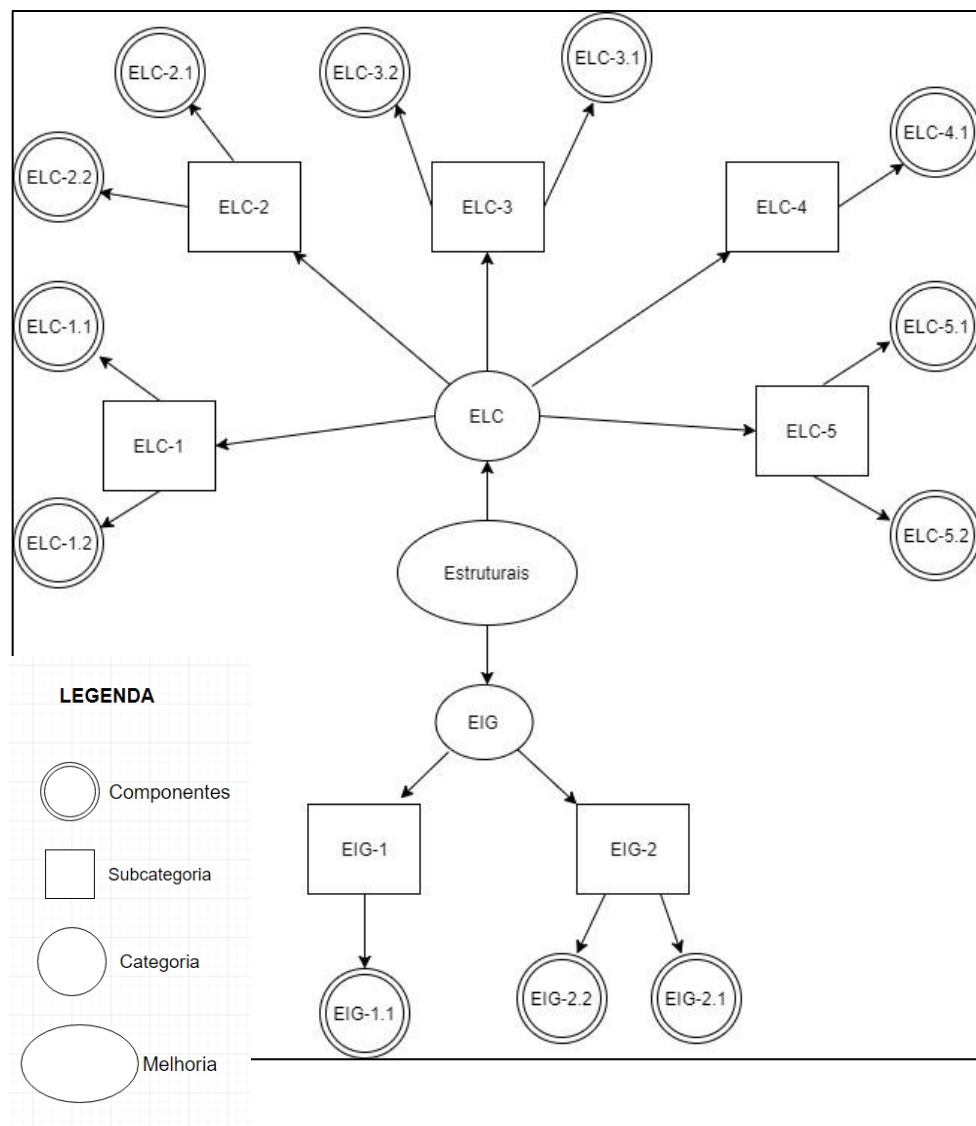 ELC-2.1
ELC-3.2
ELC-3.1
ELC-4.1
ELC-2.2
ELC-2
ELC-3
ELC-4
ELC-1.1
ELC-5.1
ELC
ELC-1
ELC-5
ELC-1.2
ELC-5.2
Estruturais
LEGENDA
EIG
Componentes
EIG-1
EIG-2
Subcategoria
Categoria
EIG-1.1
EIG-2.2
EIG-2.1
Melhoria